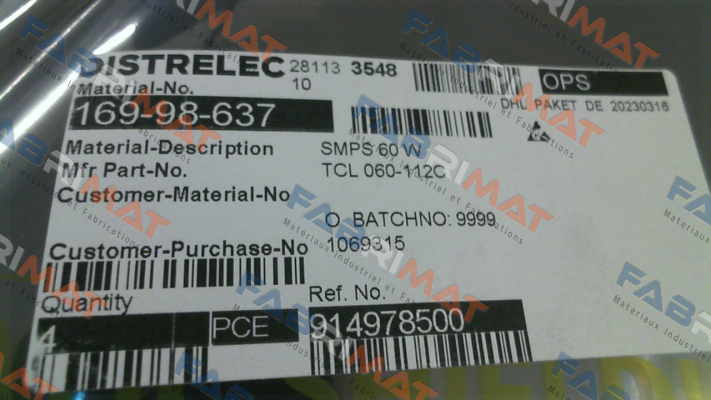 DISTRELEC 28113 3548
10
OPS
Material-No.
DHL PAKET DE 20230316
169-98-637
Material-Description SMPS 60 W
Mfr Part-No. TCL 060-112C
Customer-Material-No
O. BATCHNO: 9999
Customer-Purchase-No 1069315
Quantity
Ref. No.
4 PCE 914978500
FABRIMAT
Materiaux Industriel et Fabrications